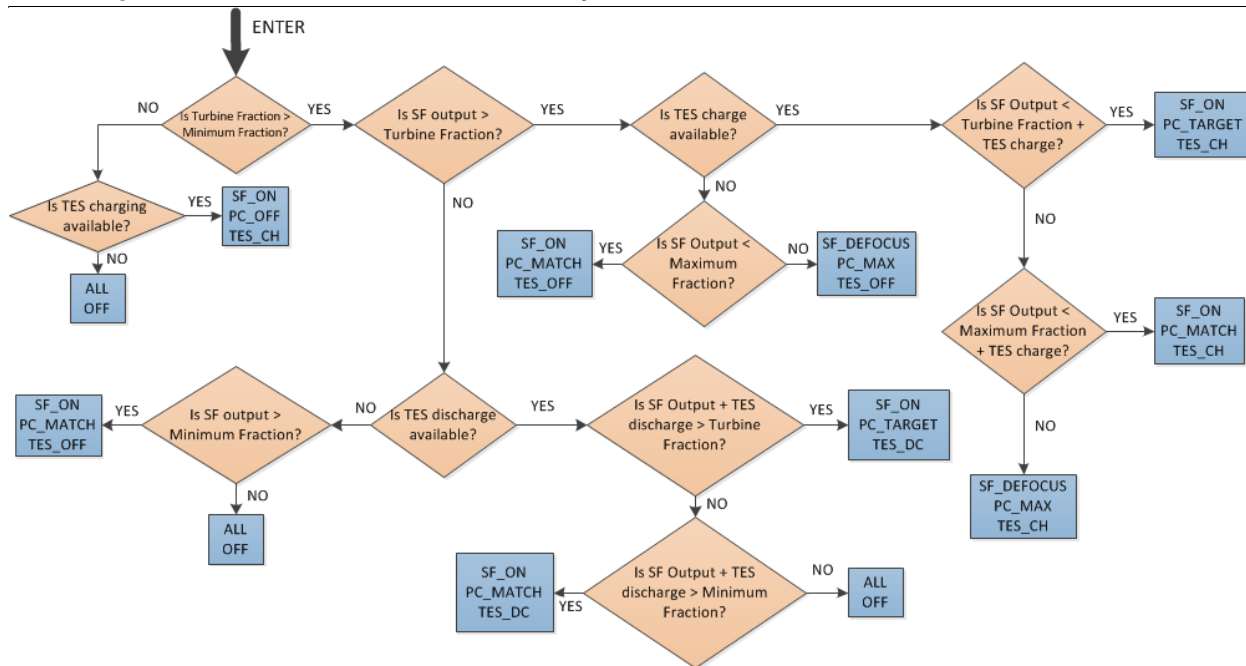 ENTER
NO
Is Turbine Fraction >
Minimum Fraction?
YES
Is SF output >
Turbine Fraction?
YES
Is TES charge
available?
YES
Is SF Output <
Turbine Fraction +
TES charge?
YES
SF_ON
PC_TARGET
TES_CH
Is TES charging
available?
YES
SF_ON
PC_OFF
TES_CH
NO
ALL
OFF
NO
NO
SF_ON
PC_MATCH
TES_OFF
YES
Is SF Output <
Maximum
Fraction?
NO
SF_DEFOCUS
PC_MAX
TES_OFF
NO
Is SF Output <
Maximum Fraction
+ TES charge?
YES
SF_ON
PC_MATCH
TES_CH
SF_ON
PC_MATCH
TES_OFF
YES
Is SF output >
Minimum Fraction?
NO
Is TES discharge
available?
YES
Is SF Output + TES
discharge > Turbine
Fraction?
YES
SF_ON
PC_TARGET
TES_DC
NO
SF_DEFOCUS
PC_MAX
TES_CH
NO
ALL
OFF
NO
SF_ON
PC_MATCH
TES_DC
YES
Is SF Output + TES
discharge > Minimum
Fraction?
NO
ALL
OFF